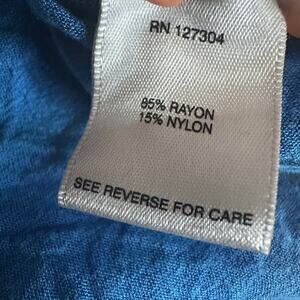 RN 127304
85% RAYON
15% NYLON
SEE REVERSE FOR CARE